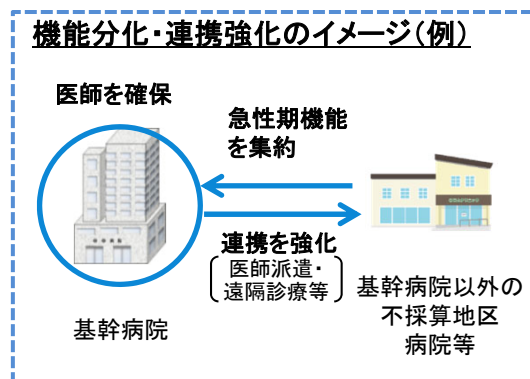 機能分化・連携強化のイメージ(例)
医師を確保
急性期機能
を集約
連携を強化
医師派遣・
遠隔診療等
基幹病院
基幹病院以外の
不採算地区
病院等